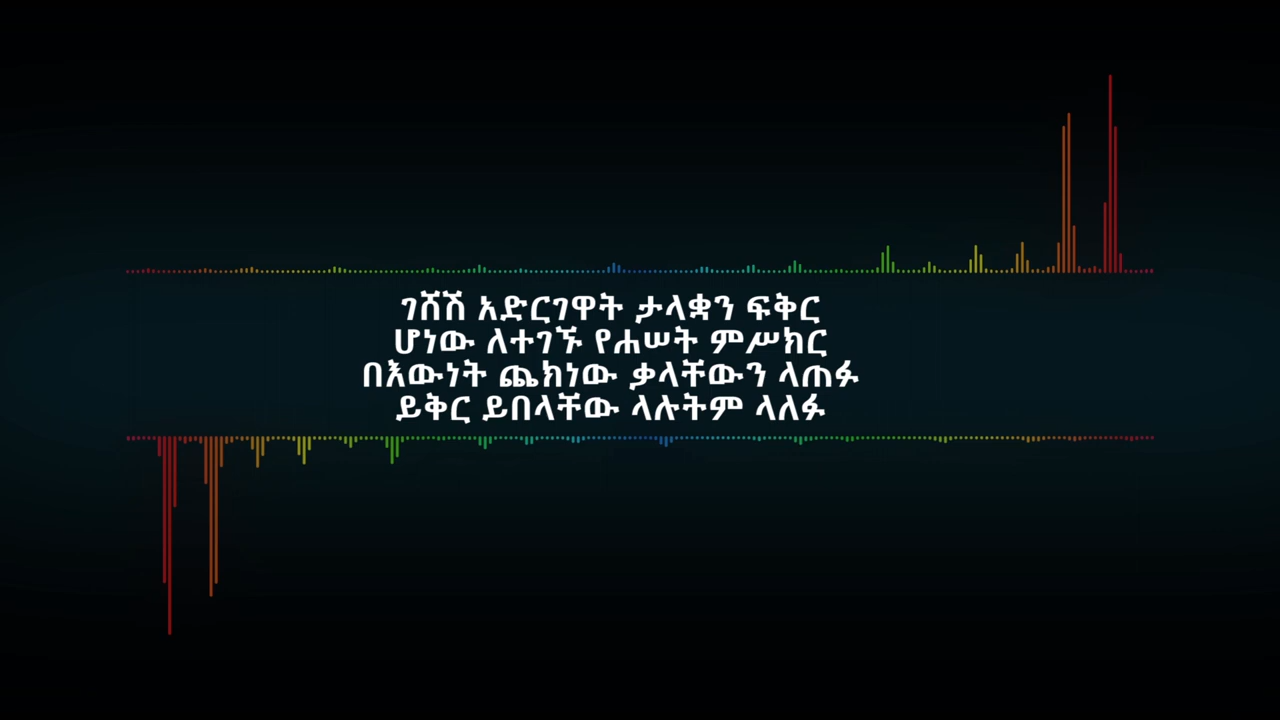 ገሸሽ አድርገዋት ታላቋን ፍቅር
ሆነው ለተገኙ የሐሠት ምሥክር
በእውነት ጨክነው ቃላቸውን ላጠፉ
ይቅር ይበላቸው ላሉትም ላለፉ